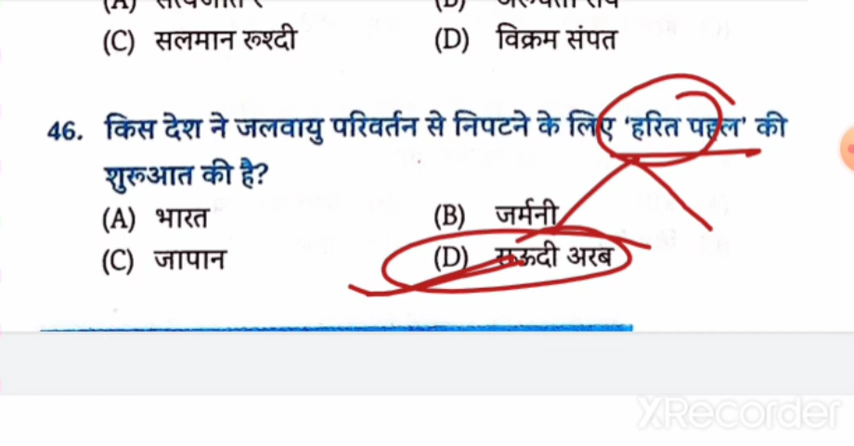 (C) सलमान रूश्दी (D) विक्रम संपत
46. किस देश ने जलवायु परिवर्तन से निपटने के लिए 'हरित पहल' की
शुरूआत की है?
(A) भारत (B) जर्मनी
(C) जापान (D) सऊदी अरब
XRecorder